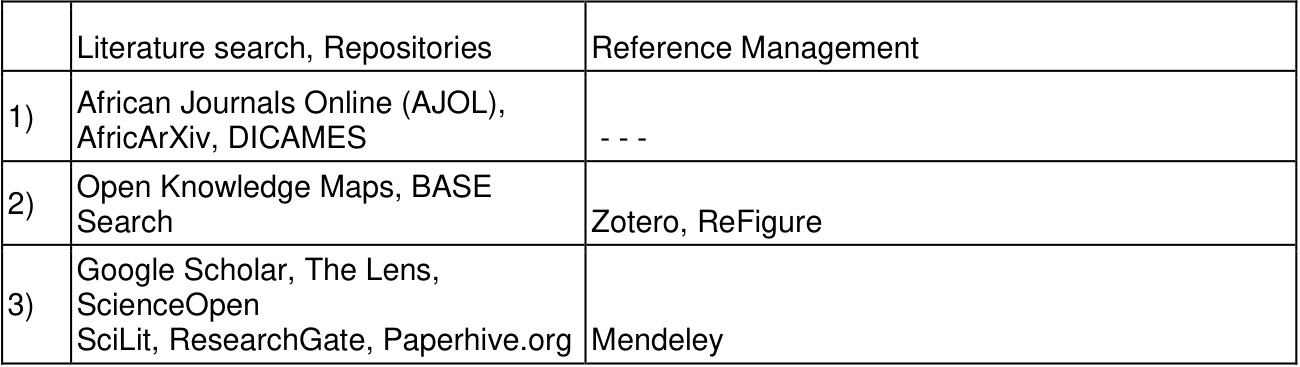 Literature search, Repositories
Reference Management
1)
African Journals Online (AJOL),
AfricArXiv, DICAMES
- - -
2)
Open Knowledge Maps, BASE
Search
Zotero, ReFigure
3)
Google Scholar, The Lens,
ScienceOpen
SciLit, ResearchGate, Paperhive.org
Mendeley